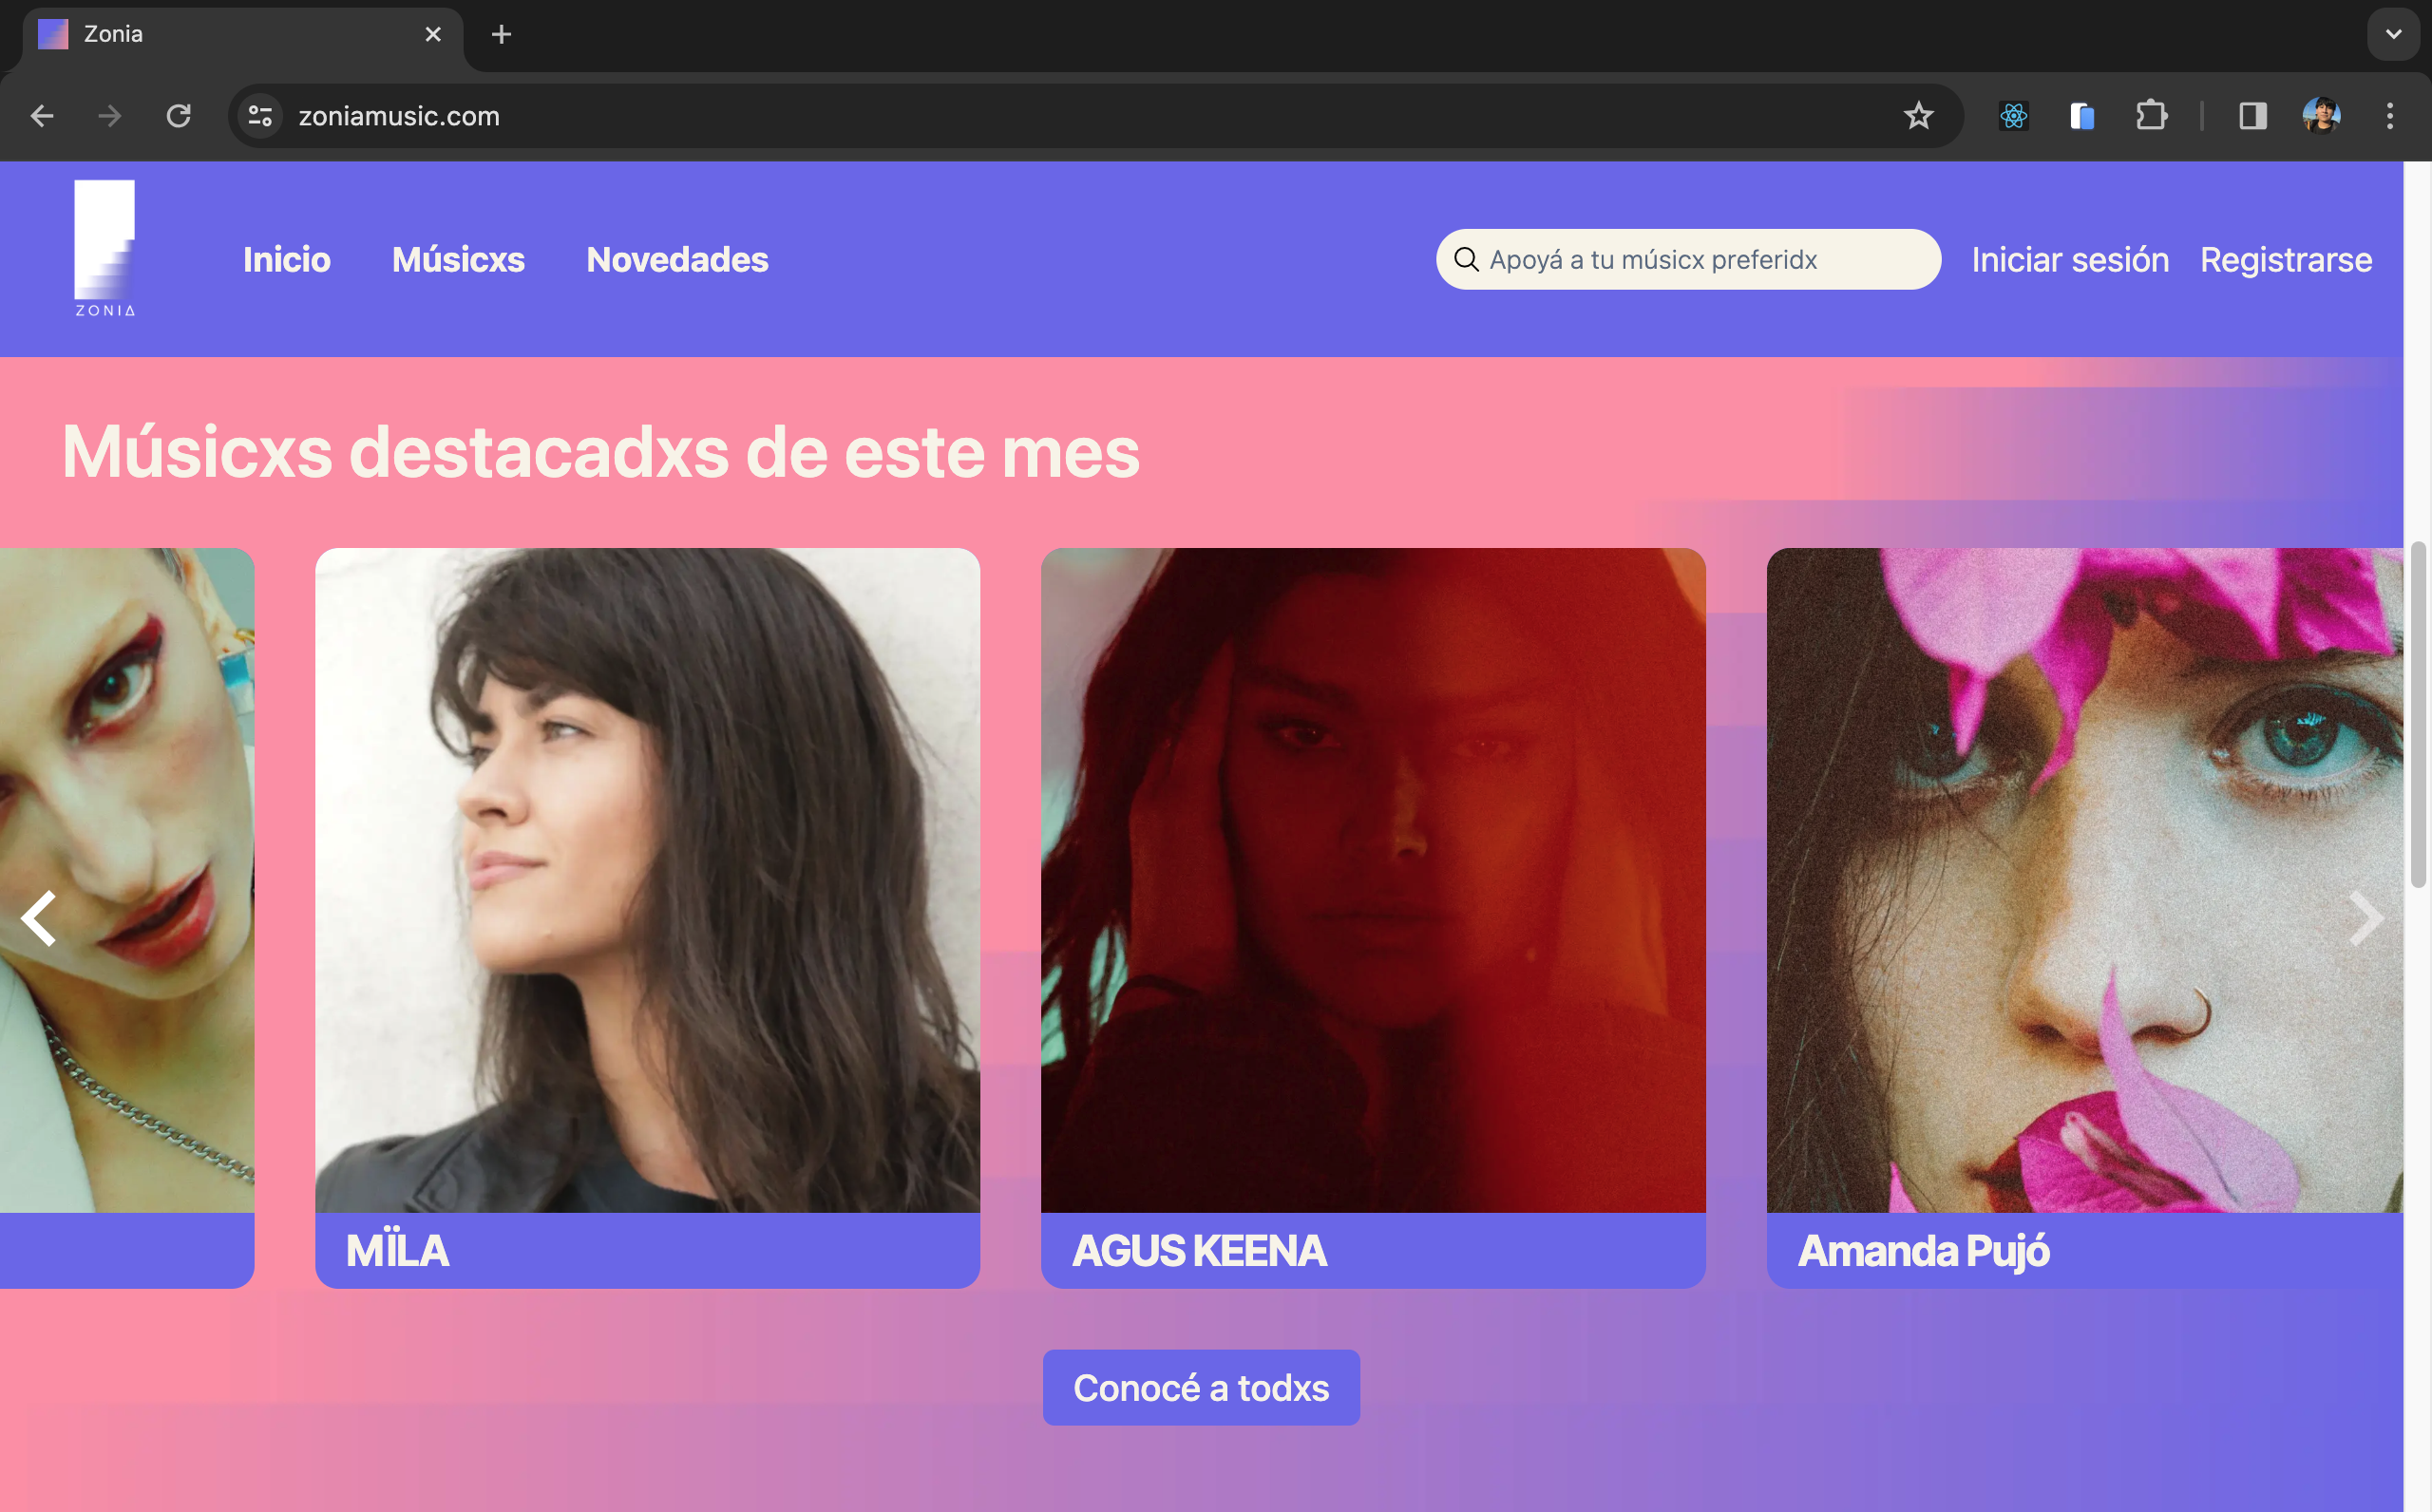 Zonia
zoniamusic.com
ZONIA
Inicio
Músicxs
Novedades
Apoyá a tu músicx preferidx
Iniciar sesión
Registrarse
Músicxs destacadxs de este mes
MÏLA
AGUS KEENA
Amanda Pujó
Conocé a todxs